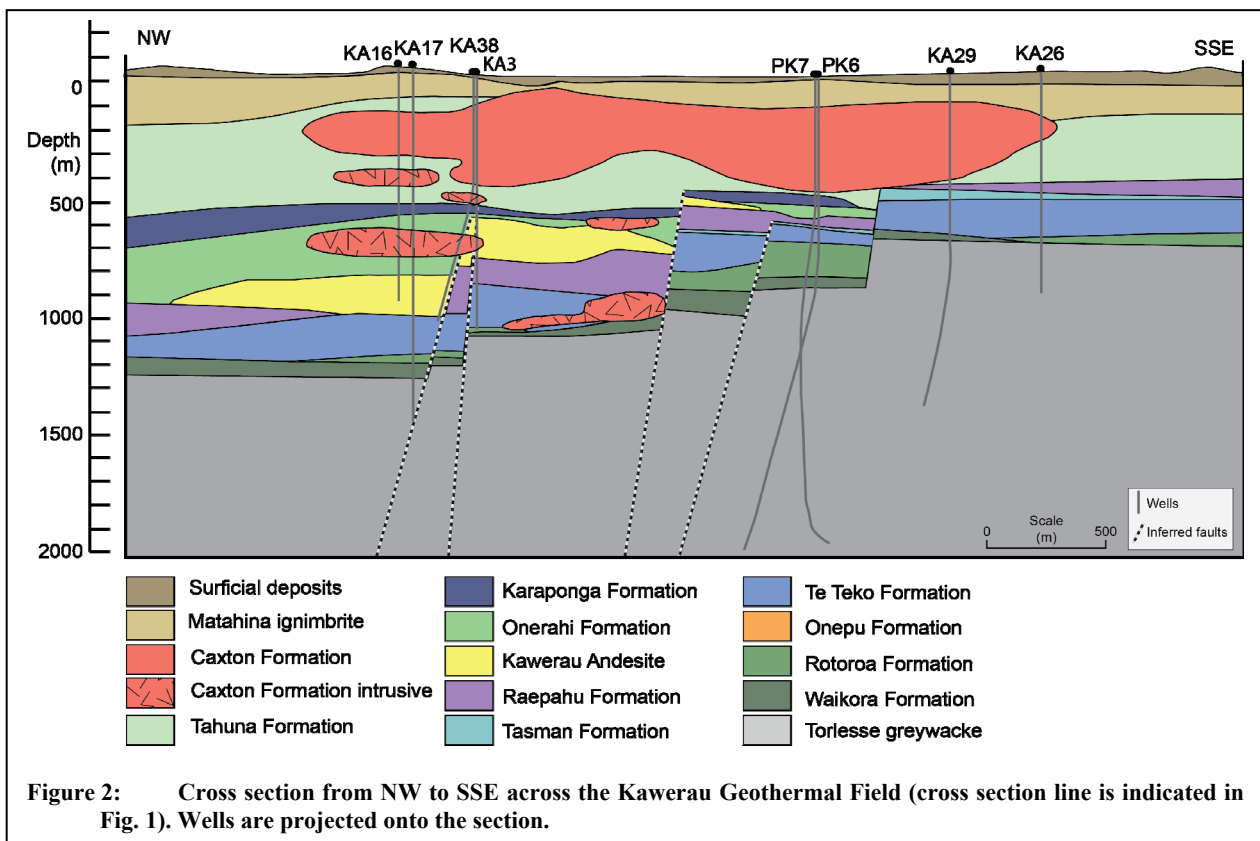 NW
KA16
KA17
KA38
KA3
PK7
PK6
KA29
KA26
SSE
0
Depth
(m)
500
1000
1500
2000
Wells
Inferred faults
0
Scale
(m)
500
Surficial deposits
Matahina ignimbrite
Caxton Formation
Caxton Formation intrusive
Tahuna Formation
Karaponga Formation
Onerahi Formation
Kawerau Andesite
Raepahu Formation
Tasman Formation
Te Teko Formation
Onepu Formation
Rotoroa Formation
Waikora Formation
Torlesse greywacke
Figure 2: Cross section from NW to SSE across the Kawerau Geothermal Field (cross section line is indicated in
Fig. 1). Wells are projected onto the section.